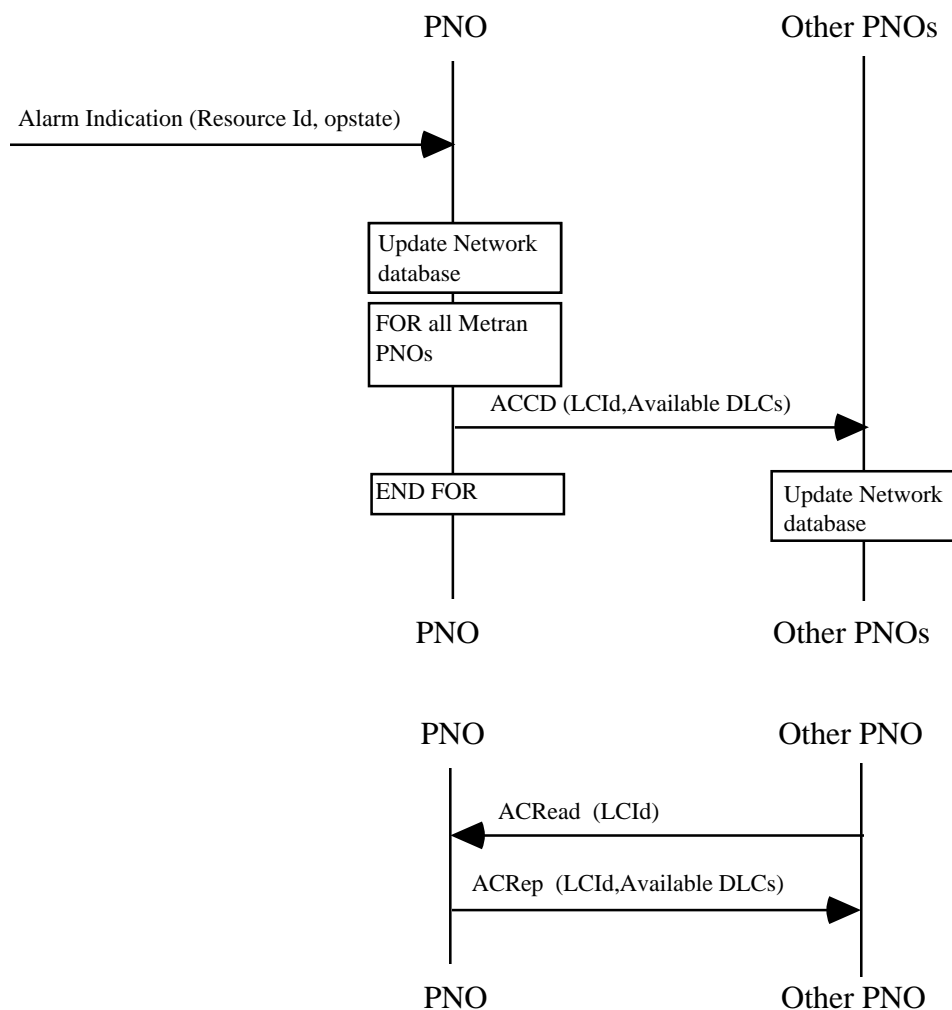 PNO Other PNOs
Alarm Indication (Resource Id, opstate)
Update Network
database
FOR all Metran
PNOs
ACCD (LCId,Available DLCs)
END FOR
Update Network
database
PNO Other PNOs
PNO Other PNO
ACRead (LCId)
ACRep (LCId,Available DLCs)
PNO Other PNO